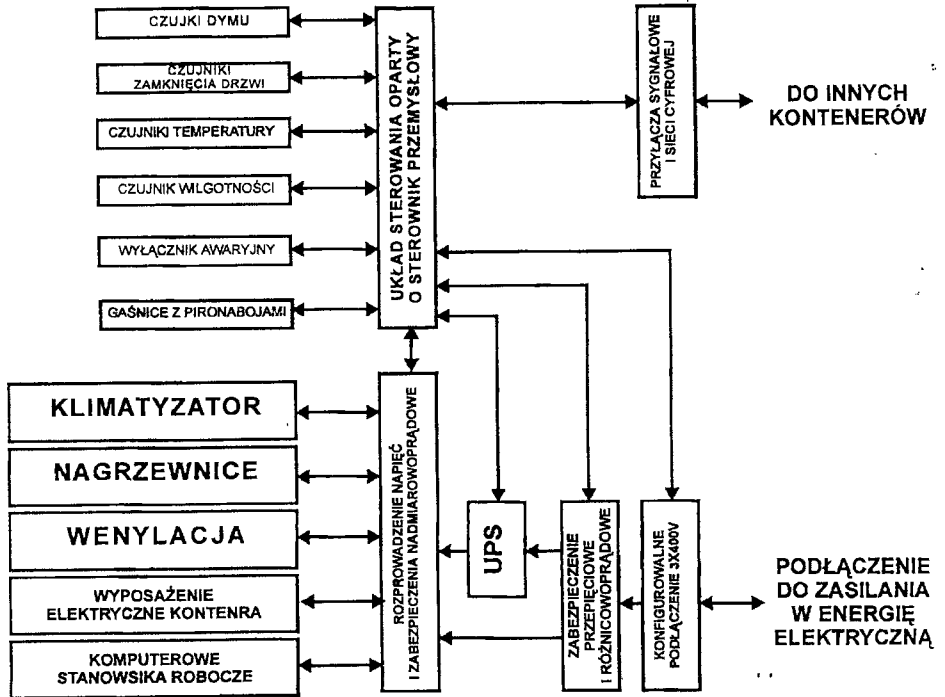 CZUJKI DYMU
CZUJNIKI
ZAMKNIĘCIA DRZWI
CZUJNIKI TEMPERATURY
CZUJNIK WILGOTNOŚCI
WYŁĄCZNIK AWARYJNY
GAŚNICE Z PIRONABOJAMI
UKŁAD STEROWANIA OPARTY
O STEROWNIK PRZEMYSŁOWY
PRZYŁĄCZA SYGNAŁOWE
I SIECI CYFROWEJ
DO INNYCH
KONTENERÓW
KLIMATYZATOR
NAGRZEWNICE
WENYLACJA
WYPOSAŻENIE
ELEKTRYCZNE KONTENRA
KOMPUTEROWE
STANOWSIKA ROBOCZE
ROZPROWADZENIE NAPIĘĆ
I ZABEZPIECZENIA NADMIAROWOPRĄDOWE
UPS
ZABEZPIECZENIE
PRZEPIĘCIOWE
I RÓŻNICOWOPRĄDOWE
KONFIGUROWALNE
PODŁĄCZENIE 3X400V
PODŁĄCZENIE
DO ZASILANIA
W ENERGIĘ
ELEKTRYCZNĄ